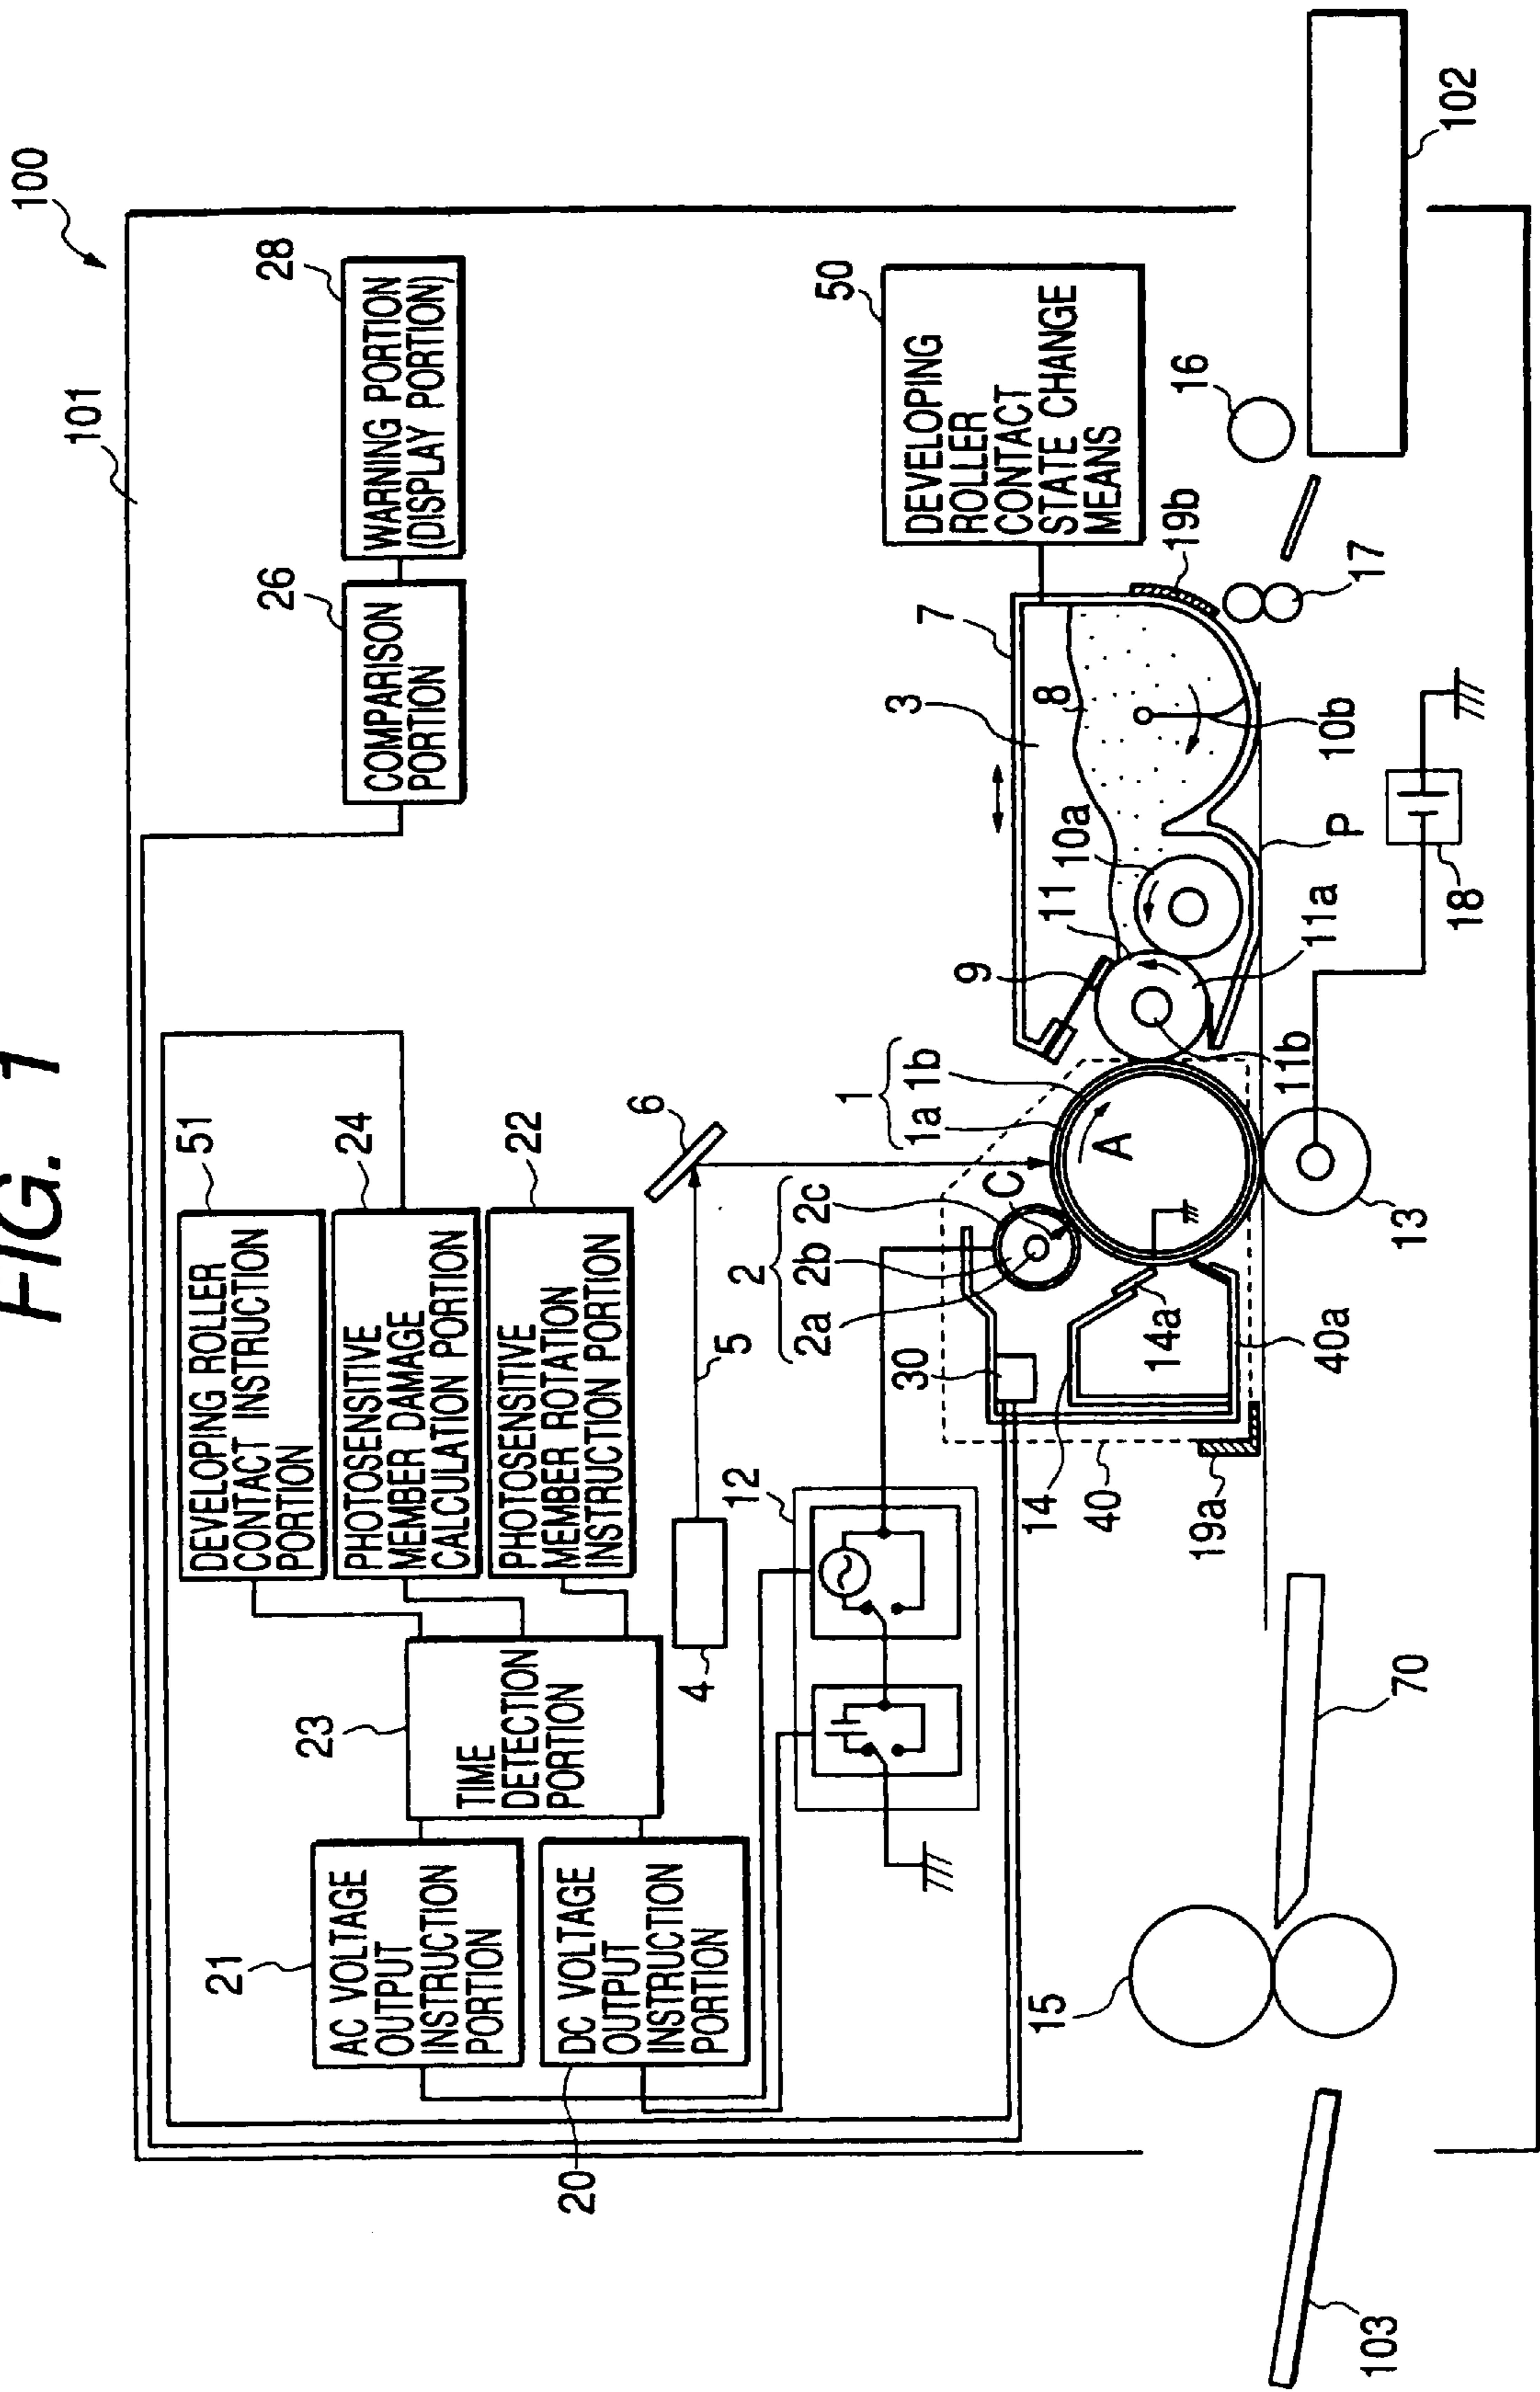 FIG. 1
100
101
28
WARNING PORTION
(DISPLAY PORTION)
26
COMPARISON
PORTION
51
DEVELOPING ROLLER
CONTACT INSTRUCTION
PORTION
24
PHOTOSENSITIVE
MEMBER DAMAGE
CALCULATION PORTION
22
PHOTOSENSITIVE
MEMBER ROTATION
INSTRUCTION PORTION
23
TIME
DETECTION
PORTION
21
AC VOLTAGE
OUTPUT
INSTRUCTION
PORTION
20
DC VOLTAGE
OUTPUT
INSTRUCTION
PORTION
4
5
6
12
50
DEVELOPING
ROLLER
CONTACT
STATE CHANGE
MEANS
7
3
8
9
11
10a
10b
11a
11b
1
1a
1b
A
C
2
2a
2b
2c
30
14
14a
40
40a
19a
19b
13
P
18
16
17
102
15
70
103